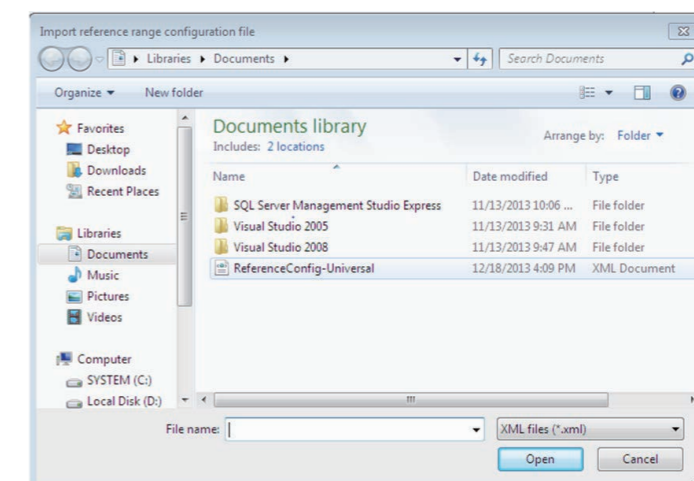 Import reference range configuration file
Libraries Documents
Search Documents
Organize New folder
Favorites
Desktop
Downloads
Recent Places
Libraries
Documents
Music
Pictures
Videos
Computer
SYSTEM (C:)
Local Disk (D:)
Documents library
Includes: 2 locations
Arrange by: Folder
Name Date modified Type
SQL Server Management Studio Express 11/13/2013 10:06 ... File folder
Visual Studio 2005 11/13/2013 9:31 AM File folder
Visual Studio 2008 11/13/2013 9:47 AM File folder
ReferenceConfig-Universal 12/18/2013 4:09 PM XML Document
File name:
XML files (*.xml)
Open Cancel